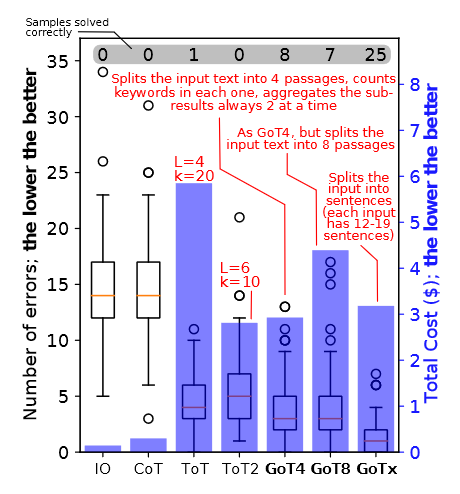 Samples solved
correctly
0 0 1 0 8 7 25
Splits the input text into 4 passages, counts
keywords in each one, aggregates the sub-
results always 2 at a time
As GoT4, but splits the
input text into 8 passages
Splits the
input into
sentences
(each input
has 12-19
sentences)
L=4
k=20
L=6
k=10
Number of errors; the lower the better
35
30
25
20
15
10
5
0
Total Cost ($); the lower the better
8
7
6
5
4
3
2
1
0
IO CoT ToT ToT2 GoT4 GoT8 GoTx